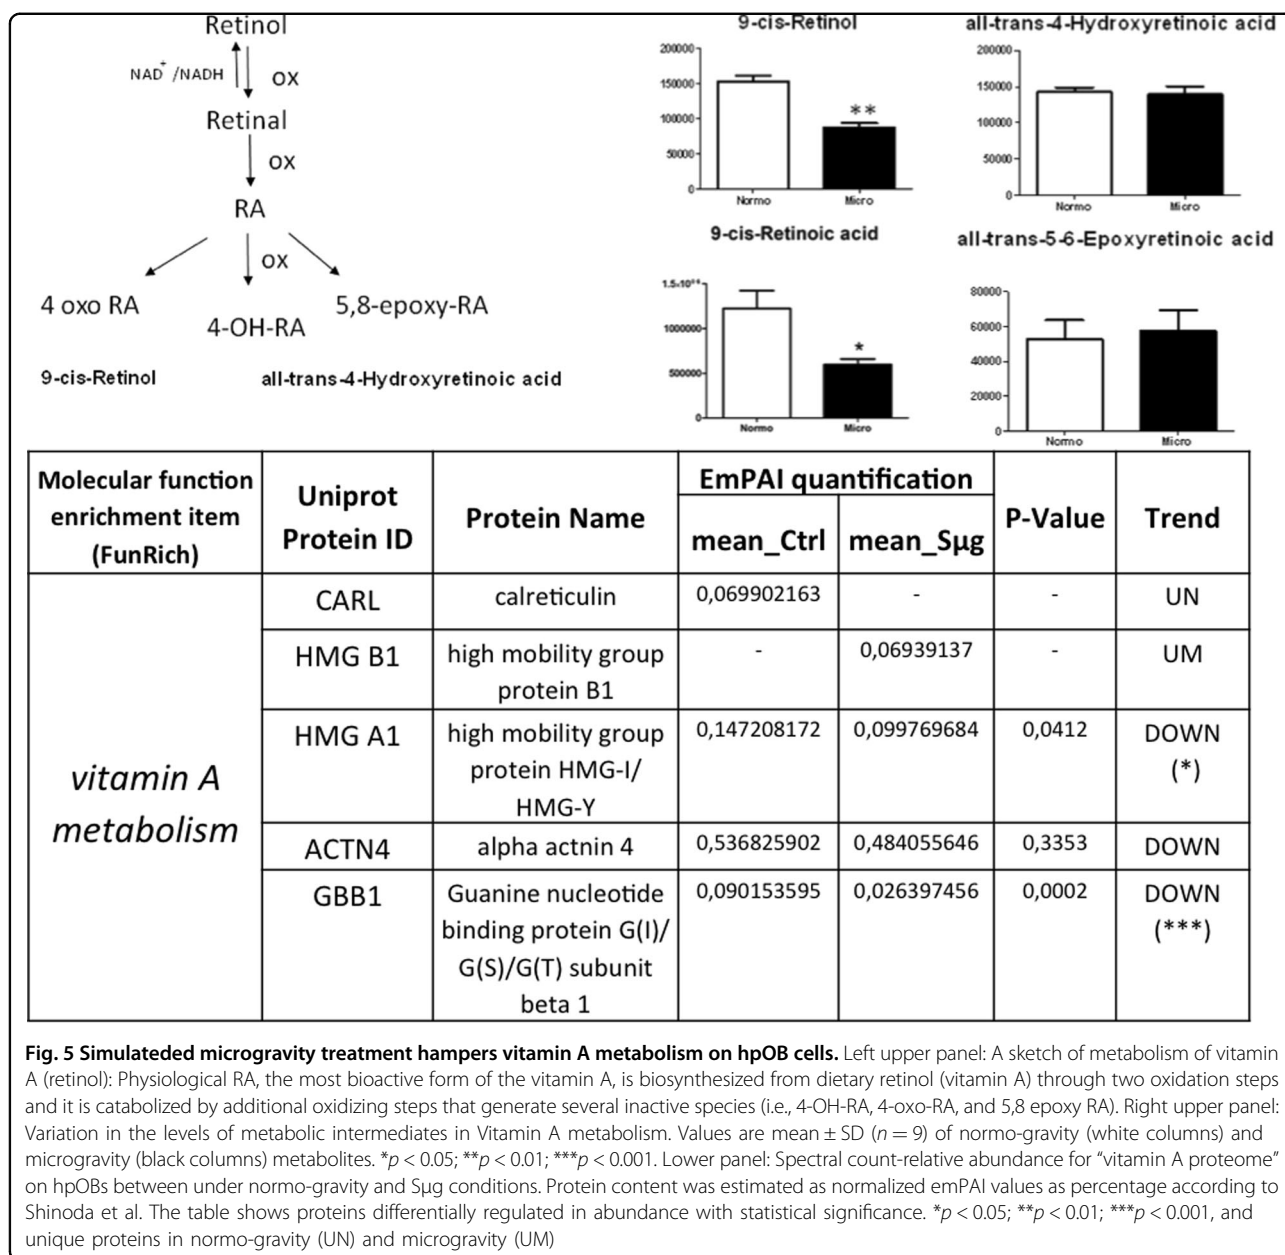 Retinol
NAD+ /NADH
OX
Retinal
OX
RA
OX
4 oxo RA
4-OH-RA
5,8-epoxy-RA
9-cis-Retinol
all-trans-4-Hydroxyretinoic acid
9-cis-Retinol
200000
150000
100000
50000
0
**
Normo
Micro
all-trans-4-Hydroxyretinoic acid
200000
150000
100000
50000
0
Normo
Micro
9-cis-Retinoic acid
1000000
500000
0
*
Normo
Micro
all-trans-5-6-Epoxyretinoic acid
80000
60000
40000
20000
0
Normo
Micro
Molecular function enrichment item (FunRich)
Uniprot Protein ID
Protein Name
EmPAI quantification
mean_Ctrl
mean_Sµg
P-Value
Trend
vitamin A metabolism
CARL
calreticulin
0,069902163
-
-
UN
HMG B1
high mobility group
protein B1
-
0,06939137
-
UM
HMG A1
high mobility group
protein HMG-I/
HMG-Y
0,147208172
0,099769684
0,0412
DOWN
(*)
ACTN4
alpha actnin 4
0,536825902
0,484055646
0,3353
DOWN
GBB1
Guanine nucleotide
binding protein G(I)/
G(S)/G(T) subunit
beta 1
0,090153595
0,026397456
0,0002
DOWN
(***)
Fig. 5 Simulateded microgravity treatment hampers vitamin A metabolism on hpOB cells. Left upper panel: A sketch of metabolism of vitamin
A (retinol): Physiological RA, the most bioactive form of the vitamin A, is biosynthesized from dietary retinol (vitamin A) through two oxidation steps
and it is catabolized by additional oxidizing steps that generate several inactive species (i.e., 4-OH-RA, 4-oxo-RA, and 5,8 epoxy RA). Right upper panel:
Variation in the levels of metabolic intermediates in Vitamin A metabolism. Values are mean ± SD (n = 9) of normo-gravity (white columns) and
microgravity (black columns) metabolites. *p < 0.05; **p < 0.01; ***p < 0.001. Lower panel: Spectral count-relative abundance for “vitamin A proteome”
on hpOBs between under normo-gravity and Sµg conditions. Protein content was estimated as normalized emPAI values as percentage according to
Shinoda et al. The table shows proteins differentially regulated in abundance with statistical significance. *p < 0.05; **p < 0.01; ***p < 0.001, and
unique proteins in normo-gravity (UN) and microgravity (UM)